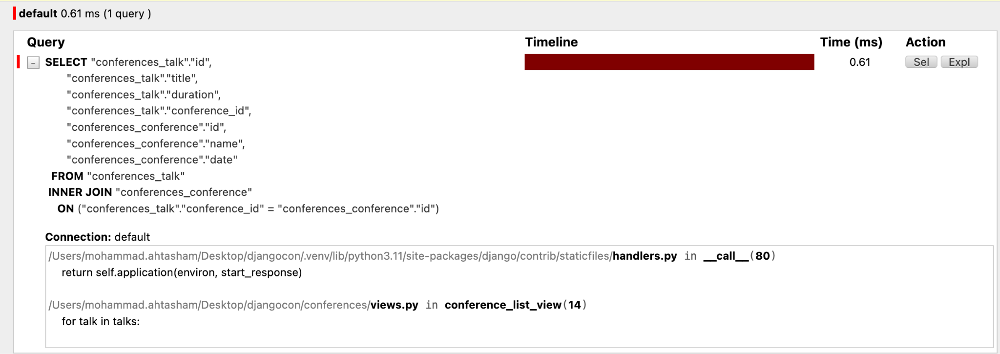 default 0.61 ms (1 query )
Query Timeline Time (ms) Action
- SELECT "conferences_talk"."id", 0.61 Sel Expl
"conferences_talk"."title",
"conferences_talk"."duration",
"conferences_talk"."conference_id",
"conferences_conference"."id",
"conferences_conference"."name",
"conferences_conference"."date"
FROM "conferences_talk"
INNER JOIN "conferences_conference"
ON ("conferences_talk"."conference_id" = "conferences_conference"."id")
Connection: default
/Users/mohammad.ahtasham/Desktop/djangocon/.venv/lib/python3.11/site-packages/django/contrib/staticfiles/handlers.py in __call__(80)
return self.application(environ, start_response)
/Users/mohammad.ahtasham/Desktop/djangocon/conferences/views.py in conference_list_view(14)
for talk in talks: